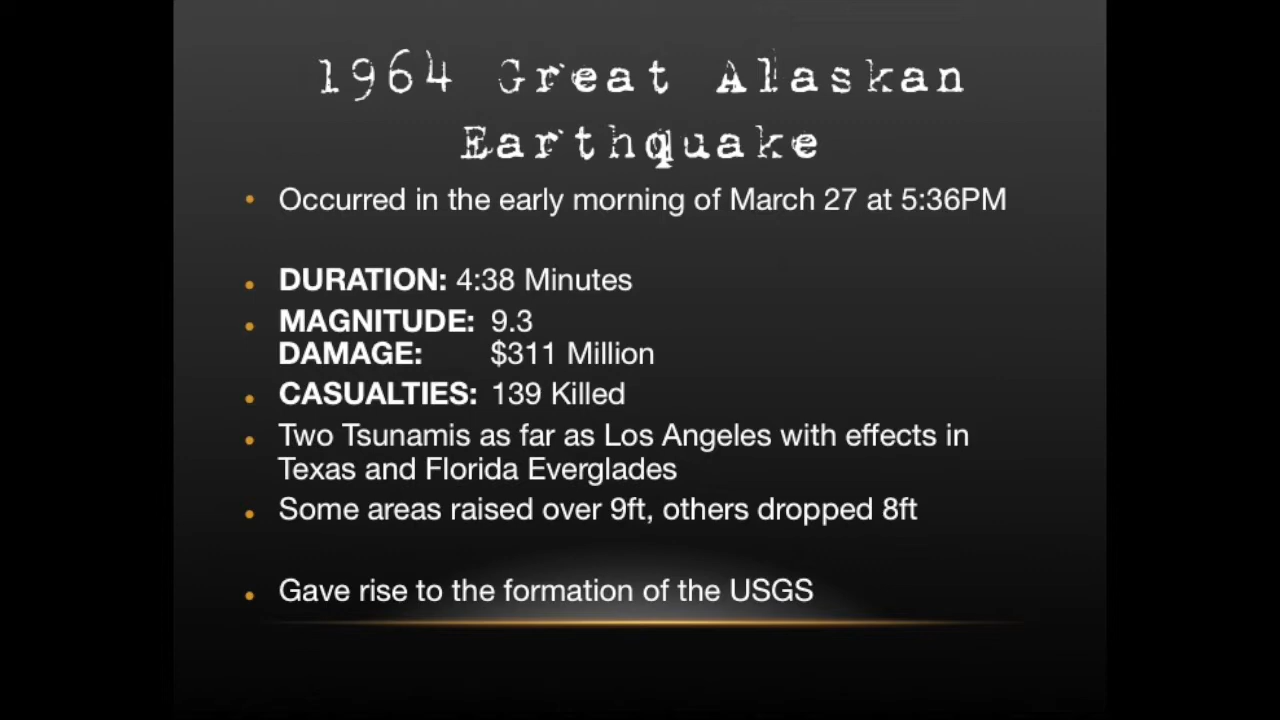 1964 Great Alaskan
Earthquake
• Occurred in the early morning of March 27 at 5:36PM
• DURATION: 4:38 Minutes
• MAGNITUDE: 9.3
DAMAGE: $311 Million
• CASUALTIES: 139 Killed
• Two Tsunamis as far as Los Angeles with effects in
Texas and Florida Everglades
• Some areas raised over 9ft, others dropped 8ft
• Gave rise to the formation of the USGS